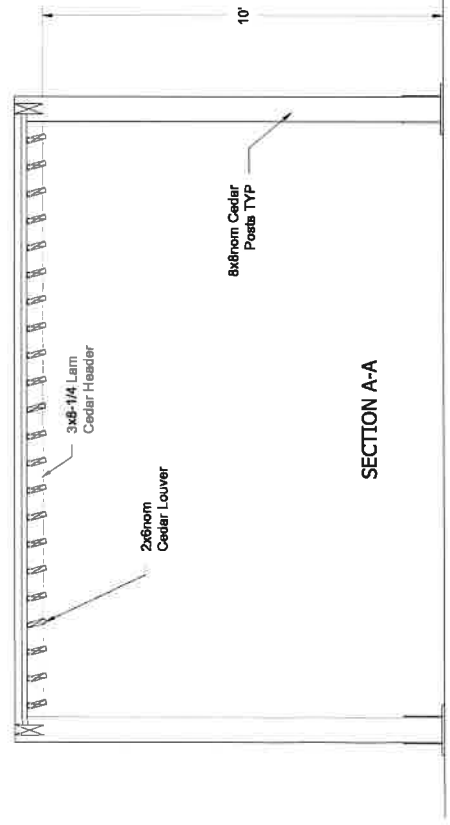 10'
8x8nom Cedar
Posts TYP
3x8-1/4 Lam
Cedar Header
2x6nom
Cedar Louver
SECTION A-A